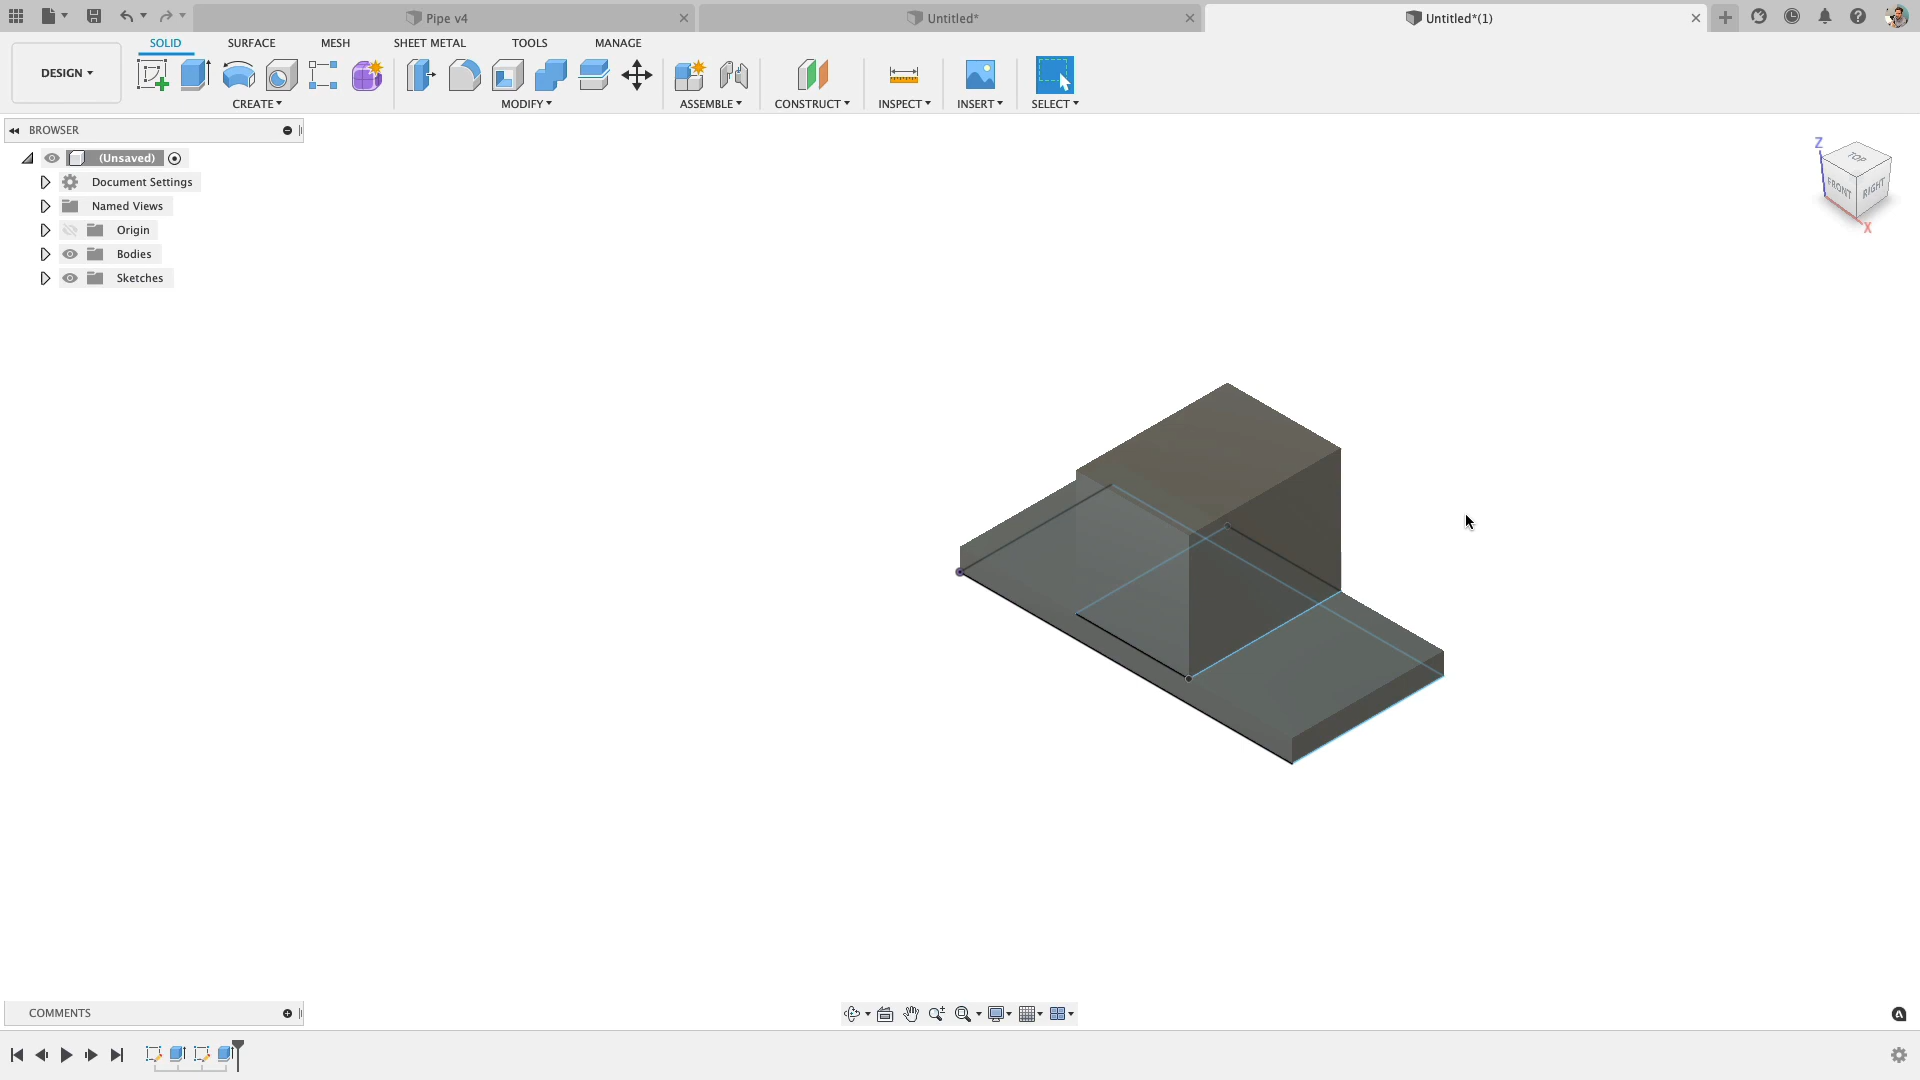 Pipe v4
Untitled*
Untitled*(1)
DESIGN
SOLID
SURFACE
MESH
SHEET METAL
TOOLS
MANAGE
CREATE
MODIFY
ASSEMBLE
CONSTRUCT
INSPECT
INSERT
SELECT
BROWSER
(Unsaved)
Document Settings
Named Views
Origin
Bodies
Sketches
Z
TOP
FRONT
RIGHT
X
COMMENTS